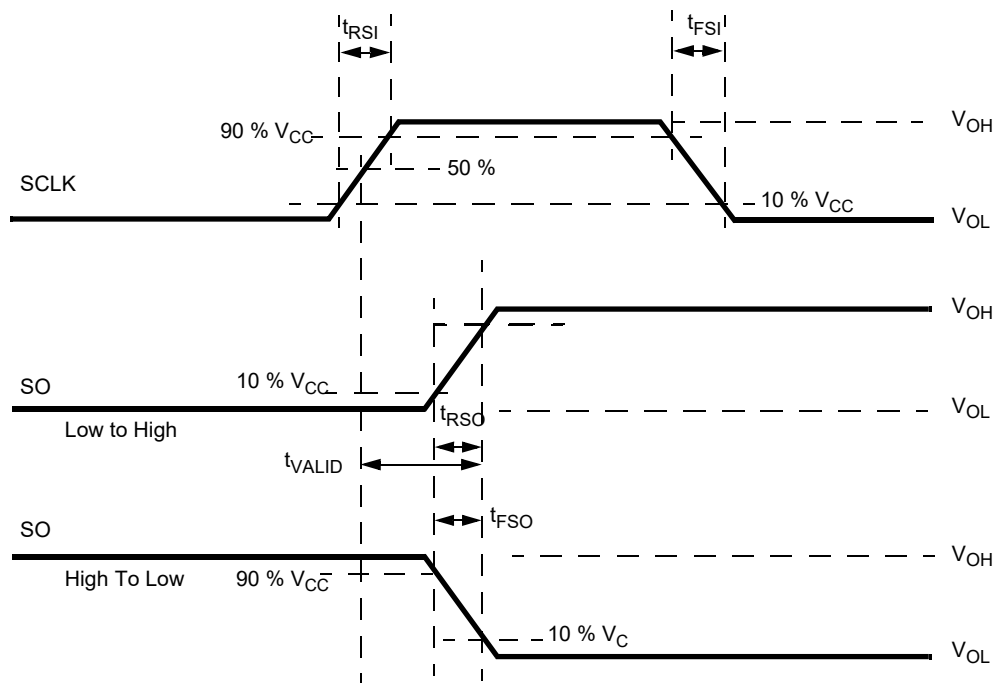 tRSI
tFSI
90 % VCC
VOH
50 %
SCLK
10 % VCC
VOL
VOH
10 % VCC
SO
tRSO
VOL
Low to High
tVALID
SO
tFSO
VOH
High To Low
90 % VCC
10 % VC
VOL